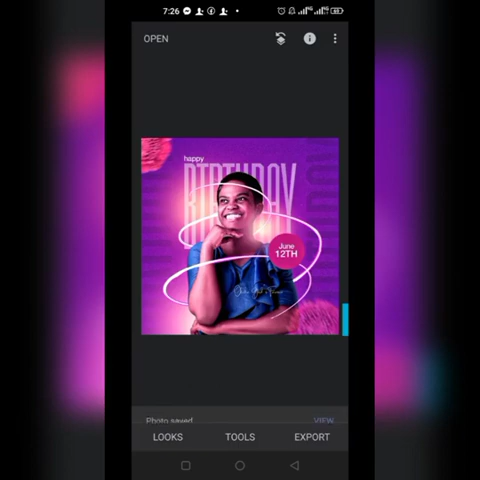 7:26
OPEN
happy
BIRTHDAY
June
12TH
Photo saved
VIEW
LOOKS
TOOLS
EXPORT